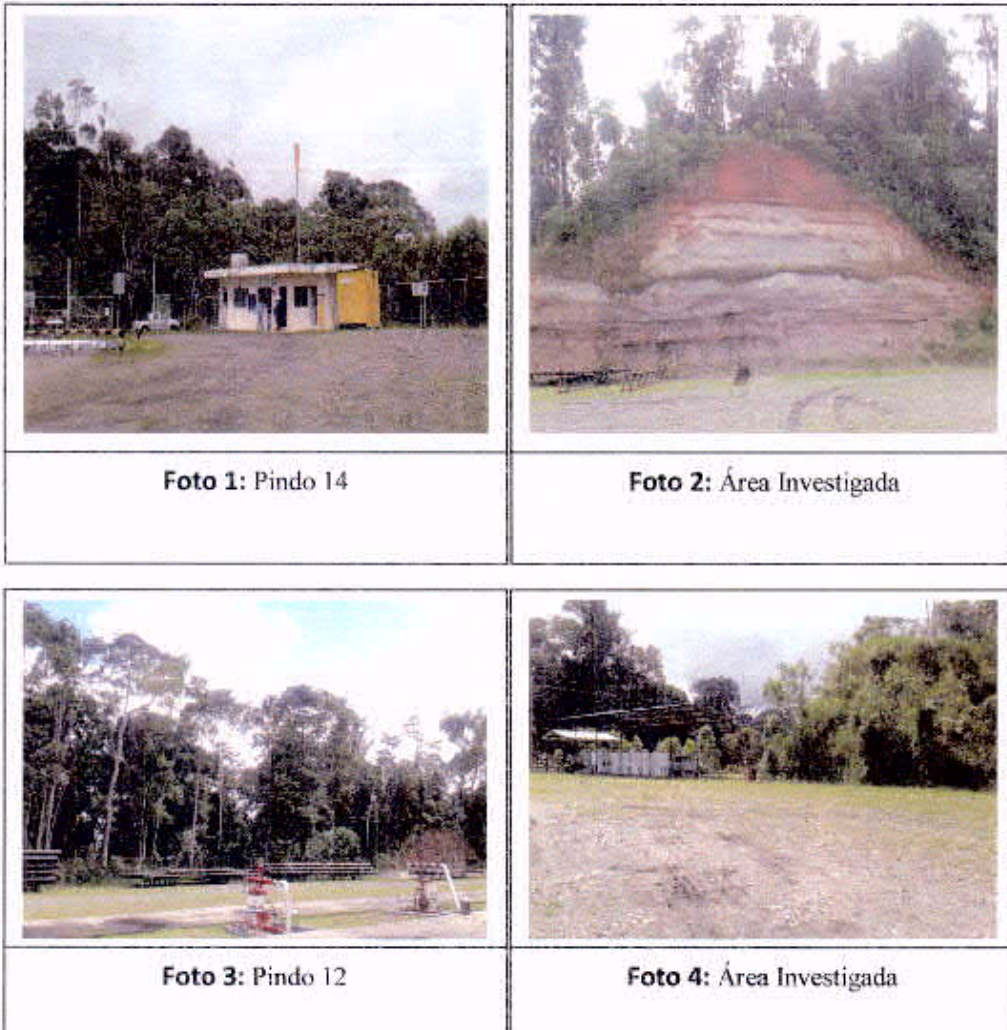 Foto 1: Pindo 14
Foto 2: Área Investigada
Foto 3: Pindo 12
Foto 4: Área Investigada